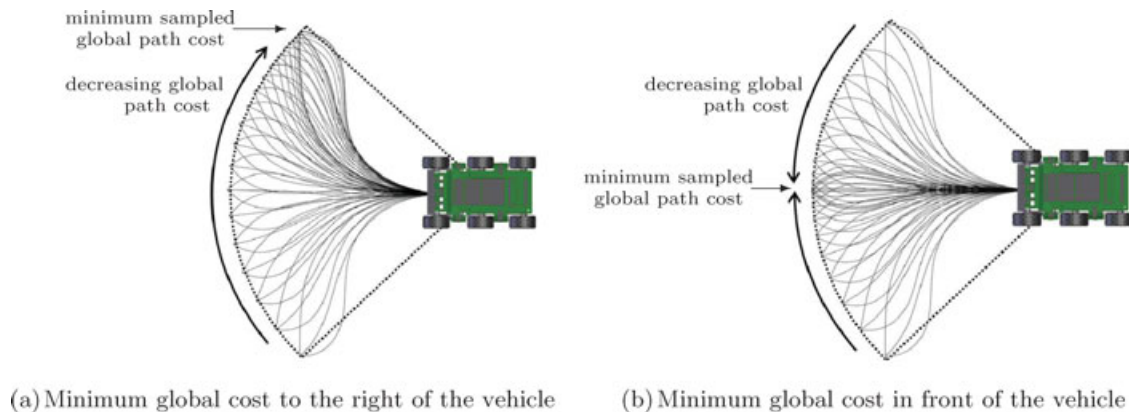 minimum sampled
global path cost
decreasing global
path cost
(a) Minimum global cost to the right of the vehicle
decreasing global
path cost
minimum sampled
global path cost
(b) Minimum global cost in front of the vehicle